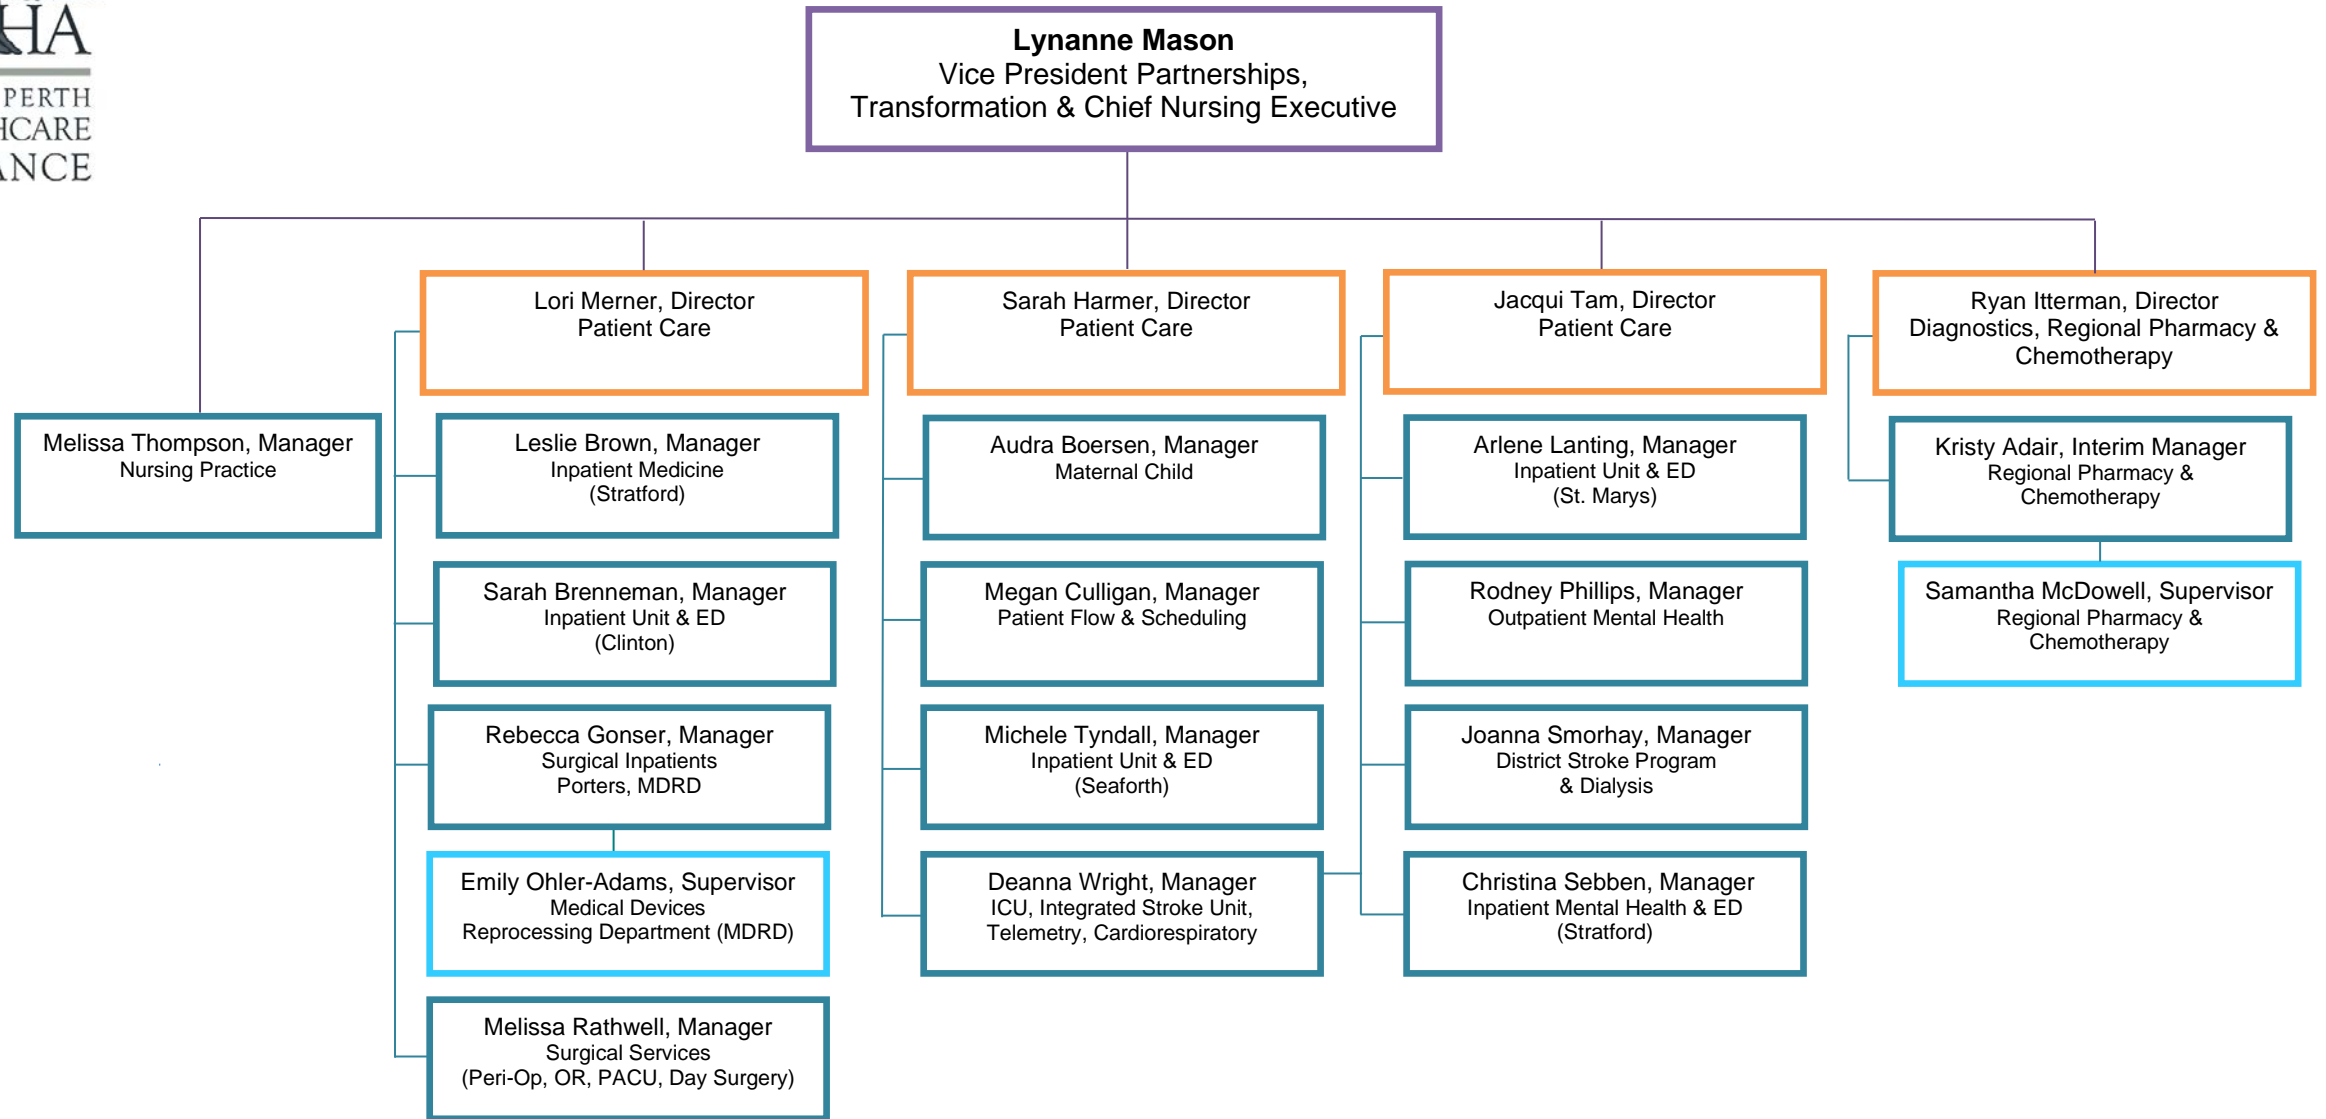 HA
PERTH
HCARE
ANCE
Lynanne Mason
Vice President Partnerships,
Transformation & Chief Nursing Executive
Melissa Thompson, Manager
Nursing Practice
Lori Merner, Director
Patient Care
Leslie Brown, Manager
Inpatient Medicine
(Stratford)
Sarah Brenneman, Manager
Inpatient Unit & ED
(Clinton)
Rebecca Gonser, Manager
Surgical Inpatients
Porters, MDRD
Emily Ohler-Adams, Supervisor
Medical Devices
Reprocessing Department (MDRD)
Melissa Rathwell, Manager
Surgical Services
(Peri-Op, OR, PACU, Day Surgery)
Sarah Harmer, Director
Patient Care
Audra Boersen, Manager
Maternal Child
Megan Culligan, Manager
Patient Flow & Scheduling
Michele Tyndall, Manager
Inpatient Unit & ED
(Seaforth)
Deanna Wright, Manager
ICU, Integrated Stroke Unit,
Telemetry, Cardiorespiratory
Jacqui Tam, Director
Patient Care
Arlene Lanting, Manager
Inpatient Unit & ED
(St. Marys)
Rodney Phillips, Manager
Outpatient Mental Health
Joanna Smorhay, Manager
District Stroke Program
& Dialysis
Christina Sebben, Manager
Inpatient Mental Health & ED
(Stratford)
Ryan Itterman, Director
Diagnostics, Regional Pharmacy &
Chemotherapy
Kristy Adair, Interim Manager
Regional Pharmacy &
Chemotherapy
Samantha McDowell, Supervisor
Regional Pharmacy &
Chemotherapy